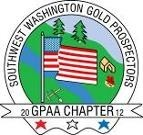 SOUTHWEST WASHINGTON GOLD PROSPECTORS
20 GPAA CHAPTER 12